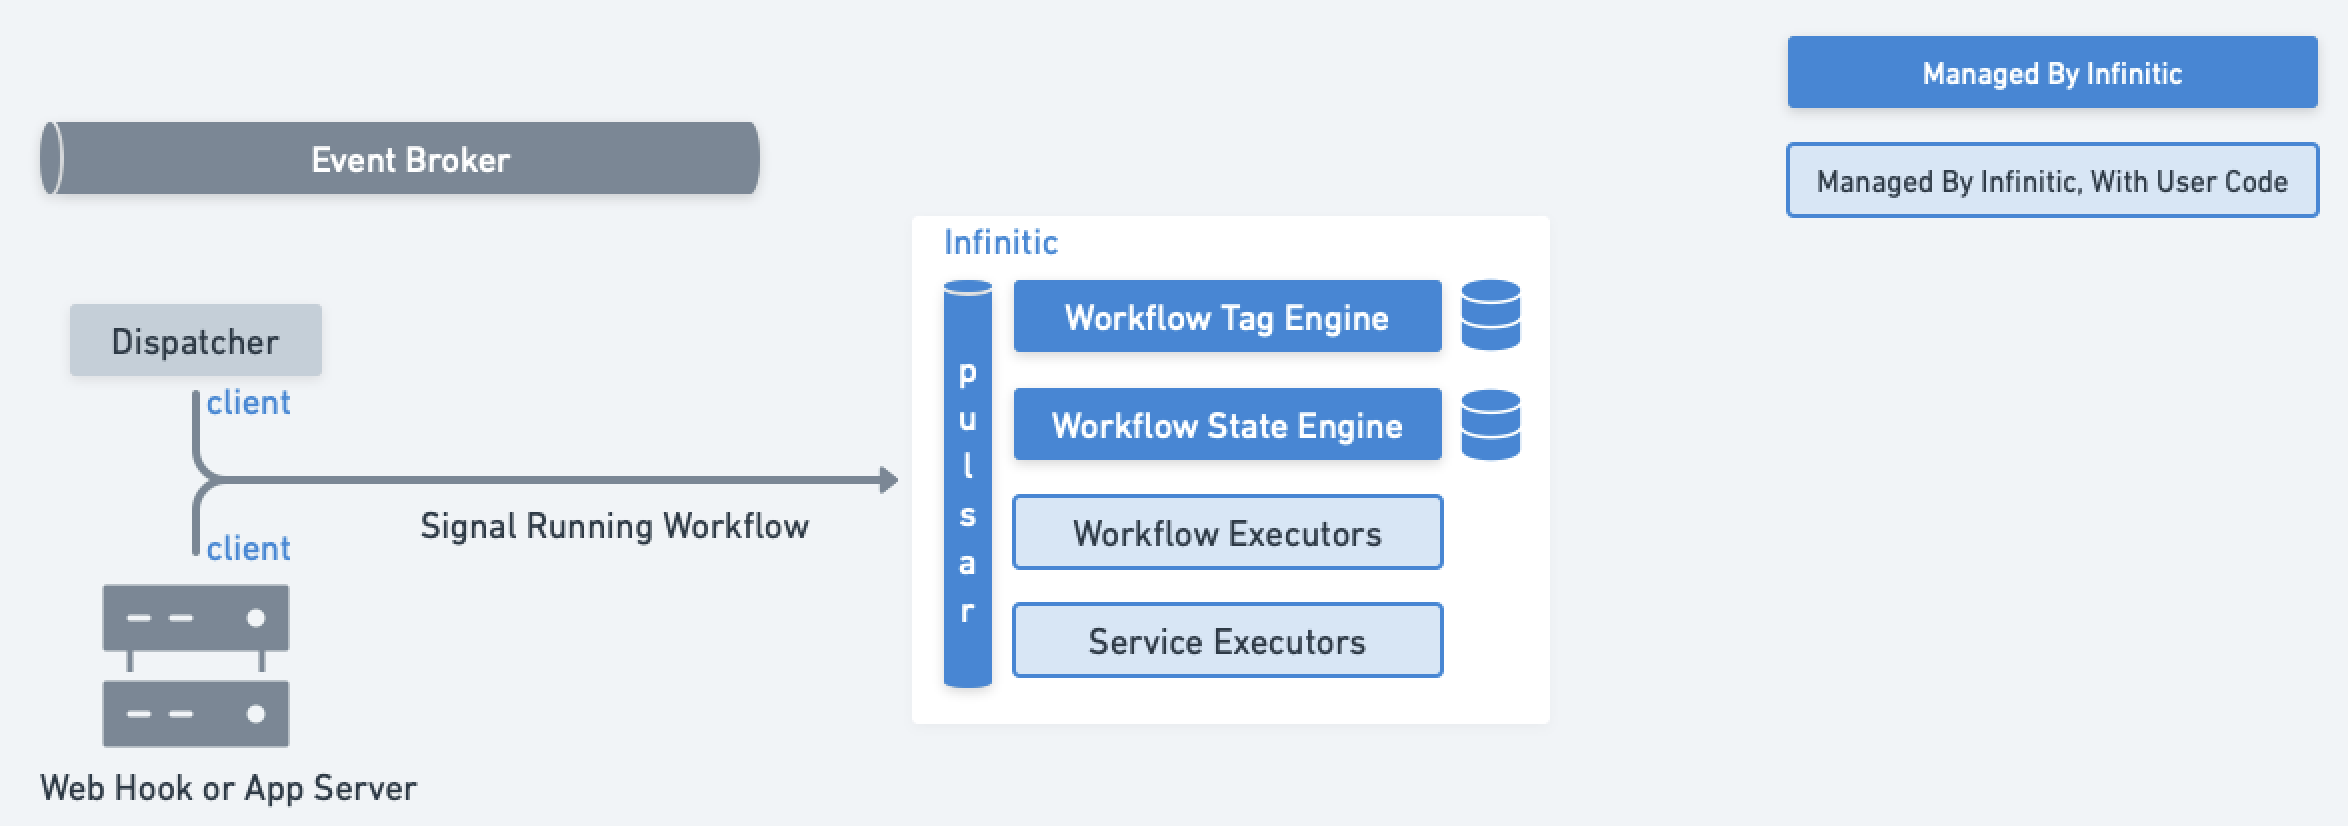 Managed By Infinitic
Event Broker
Managed By Infinitic, With User Code
Infinitic
Workflow Tag Engine
Dispatcher
pulsar
client
Workflow State Engine
Signal Running Workflow
Workflow Executors
client
Service Executors
Web Hook or App Server